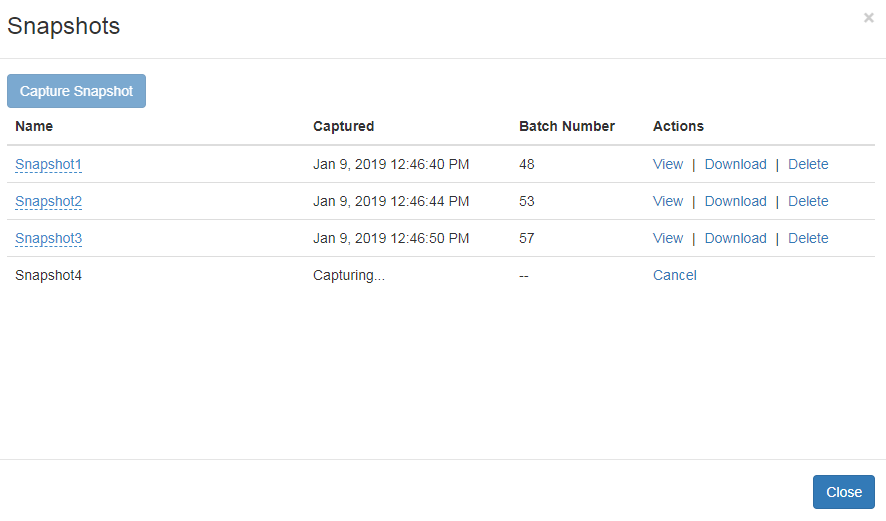 Snapshots
×
Capture Snapshot
Name Captured Batch Number Actions
Snapshot1 Jan 9, 2019 12:46:40 PM 48 View | Download | Delete
Snapshot2 Jan 9, 2019 12:46:44 PM 53 View | Download | Delete
Snapshot3 Jan 9, 2019 12:46:50 PM 57 View | Download | Delete
Snapshot4 Capturing... -- Cancel
Close